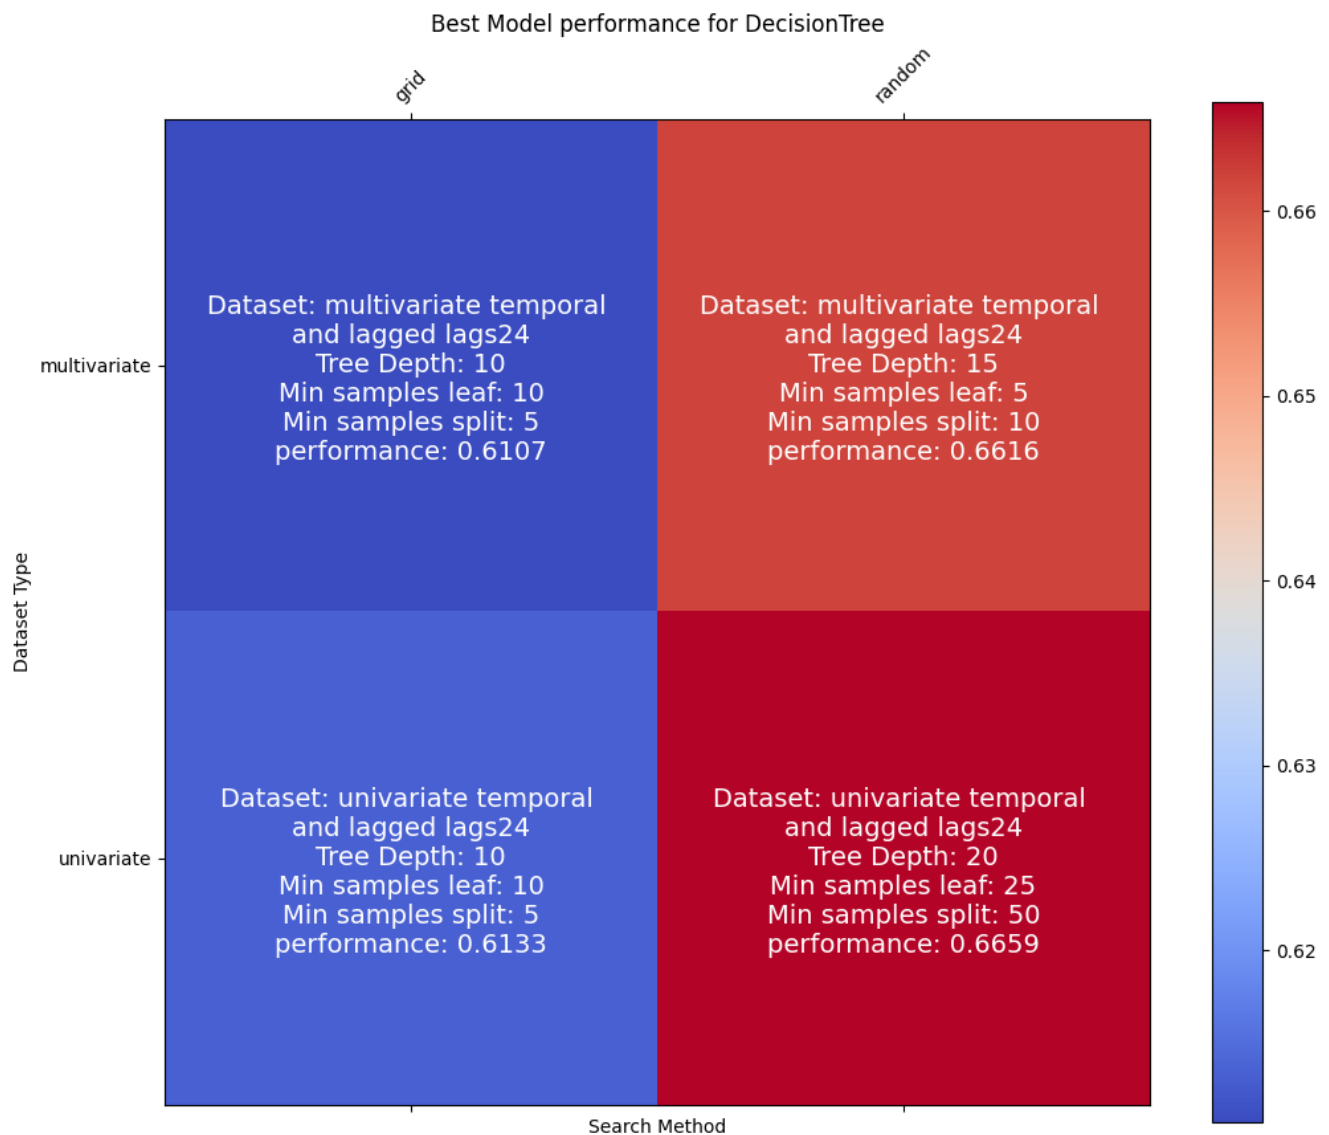 Best Model performance for DecisionTree
grid
random
Dataset: multivariate temporal
and lagged lags24
Tree Depth: 10
Min samples leaf: 10
Min samples split: 5
performance: 0.6107
Dataset: multivariate temporal
and lagged lags24
Tree Depth: 15
Min samples leaf: 5
Min samples split: 10
performance: 0.6616
multivariate
Dataset Type
Dataset: univariate temporal
and lagged lags24
Tree Depth: 10
Min samples leaf: 10
Min samples split: 5
performance: 0.6133
Dataset: univariate temporal
and lagged lags24
Tree Depth: 20
Min samples leaf: 25
Min samples split: 50
performance: 0.6659
univariate
Search Method
0.66
0.65
0.64
0.63
0.62